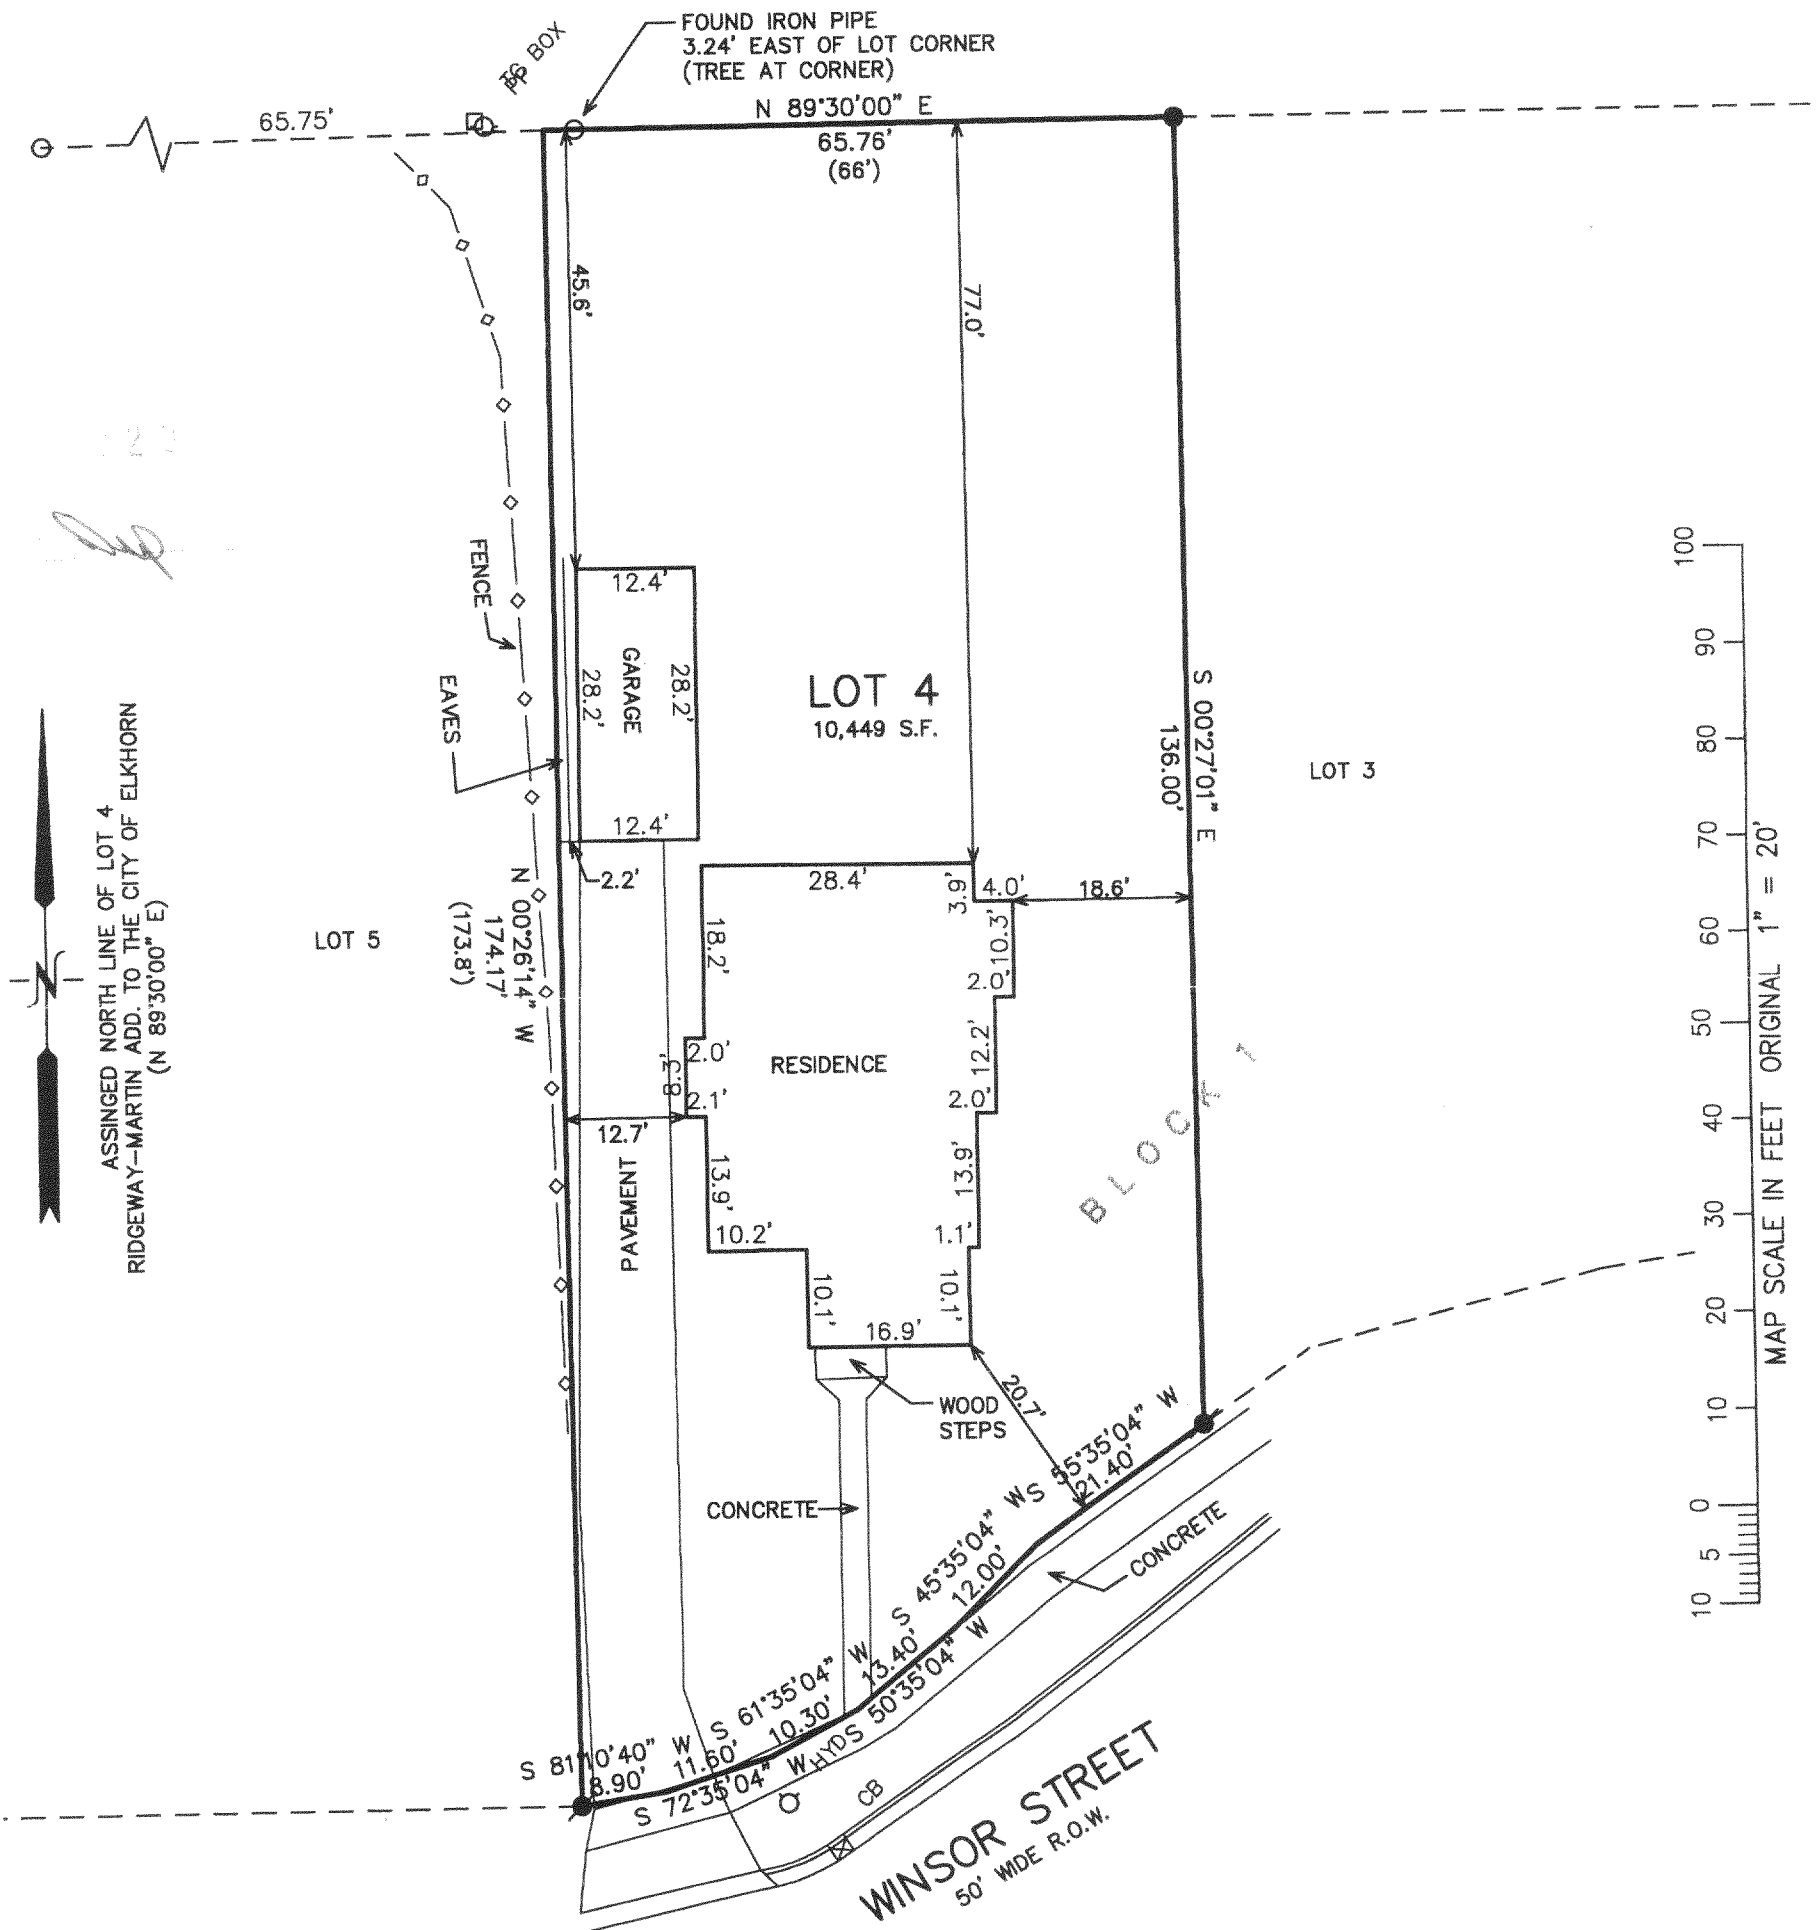 FOUND IRON PIPE
3.24' EAST OF LOT CORNER
(TREE AT CORNER)
BOX
N 89°30'00" E
65.75'
65.76'
(66')
45.6'
77.0'
FENCE
12.4'
GARAGE
28.2'
28.2'
LOT 4
10,449 S.F.
EAVES
S 00°27'01" E
136.00'
LOT 3
12.4'
2.2'
28.4'
3.9'
4.0'
18.6'
N 00°26'14" W
174.17'
(173.8')
LOT 5
18.2'
10.3'
2.0'
ASSINGED NORTH LINE OF LOT 4
RIDGEWAY-MARTIN ADD. TO THE CITY OF ELKHORN
(N 89°30'00" E)
N
2.0'
8.3'
2.1'
RESIDENCE
12.2'
2.0'
BLOCK 1
12.7'
PAVEMENT
13.9'
13.9'
10.2'
1.1'
10.1'
10.1'
16.9'
WOOD
STEPS
20.7'
CONCRETE
S 55°35'04" W
21.40'
S 45°35'04" W
12.00'
CONCRETE
13.40'
S 50°35'04" W
S 61°35'04" W
10.30'
HYD
S 81°10'40" W
8.90'
11.60'
S 72°35'04" W
CB
WINSOR STREET
50' WIDE R.O.W.
100
90
80
70
60
50
40
30
20
10
0
5
10
MAP SCALE IN FEET ORIGINAL 1" = 20'